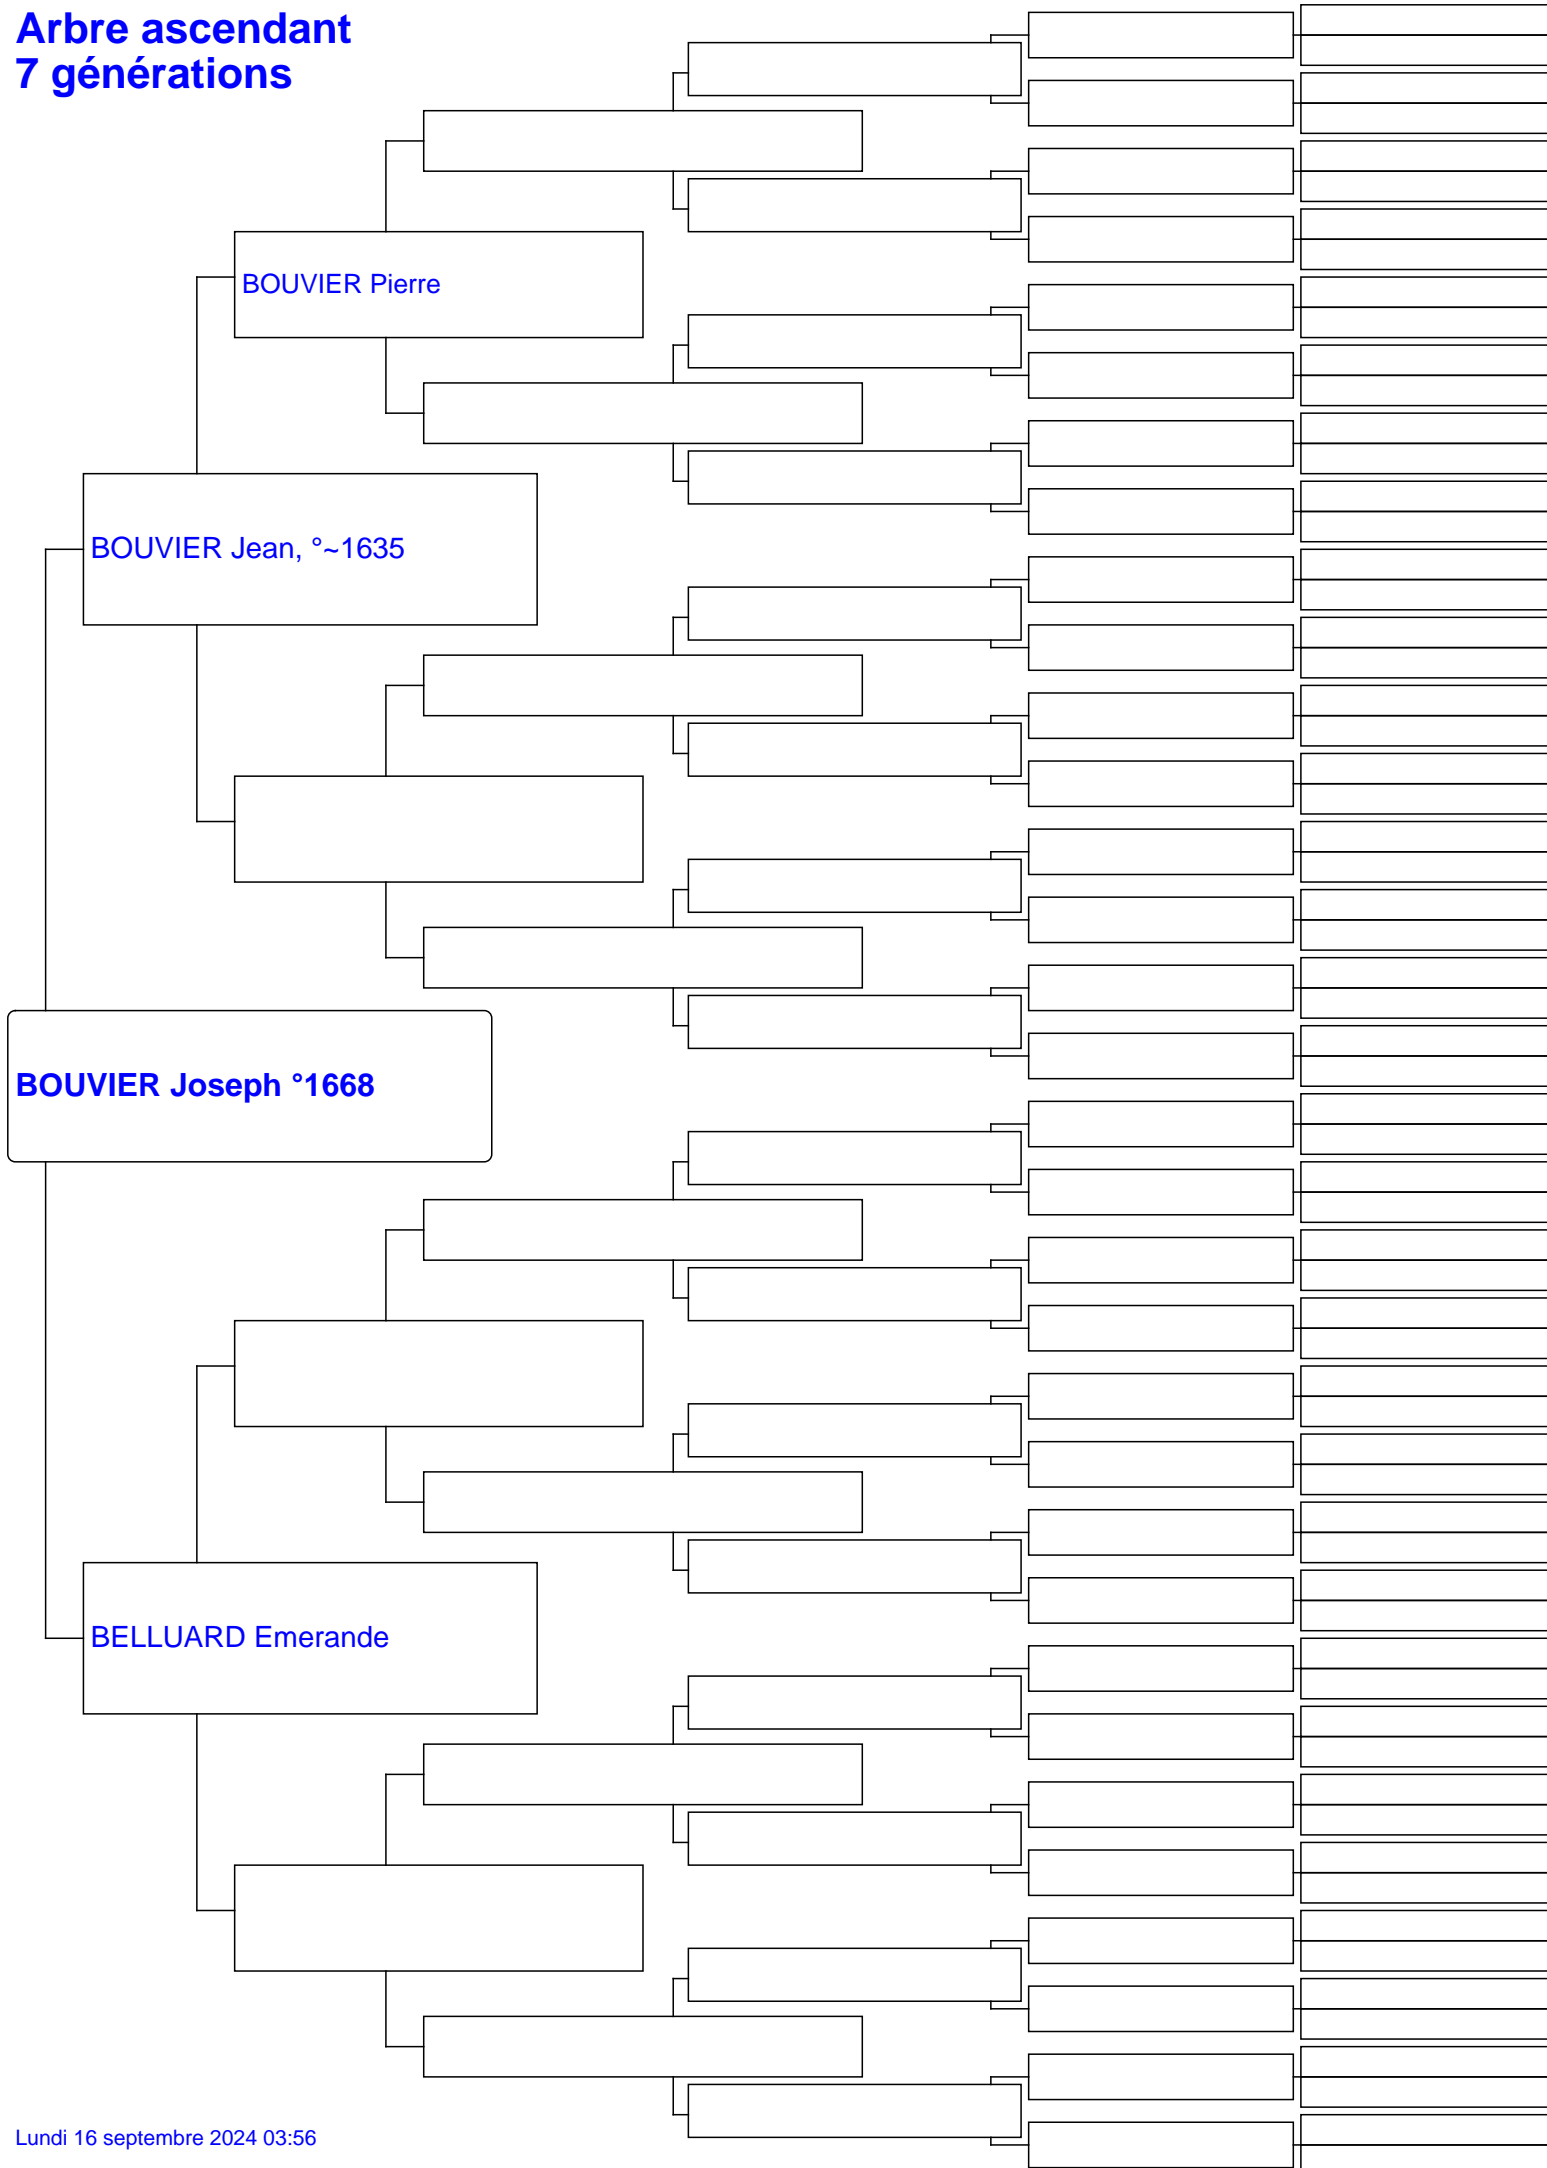 Arbre ascendant
7 générations
BOUVIER Pierre
BOUVIER Jean, °~1635
BOUVIER Joseph °1668
BELLUARD Emerande
Lundi 16 septembre 2024 03:56